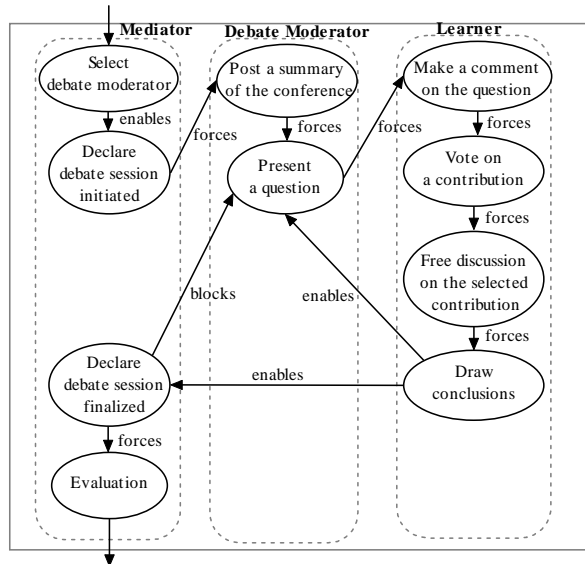 Mediator
Debate Moderator
Learner
Select
debate moderator
enables
Declare
debate session
initiated
forces
Post a summary
of the conference
forces
Present
a question
forces
Make a comment
on the question
forces
Vote on
a contribution
forces
Free discussion
on the selected
contribution
forces
Draw
conclusions
enables
enables
blocks
Declare
debate session
finalized
forces
Evaluation